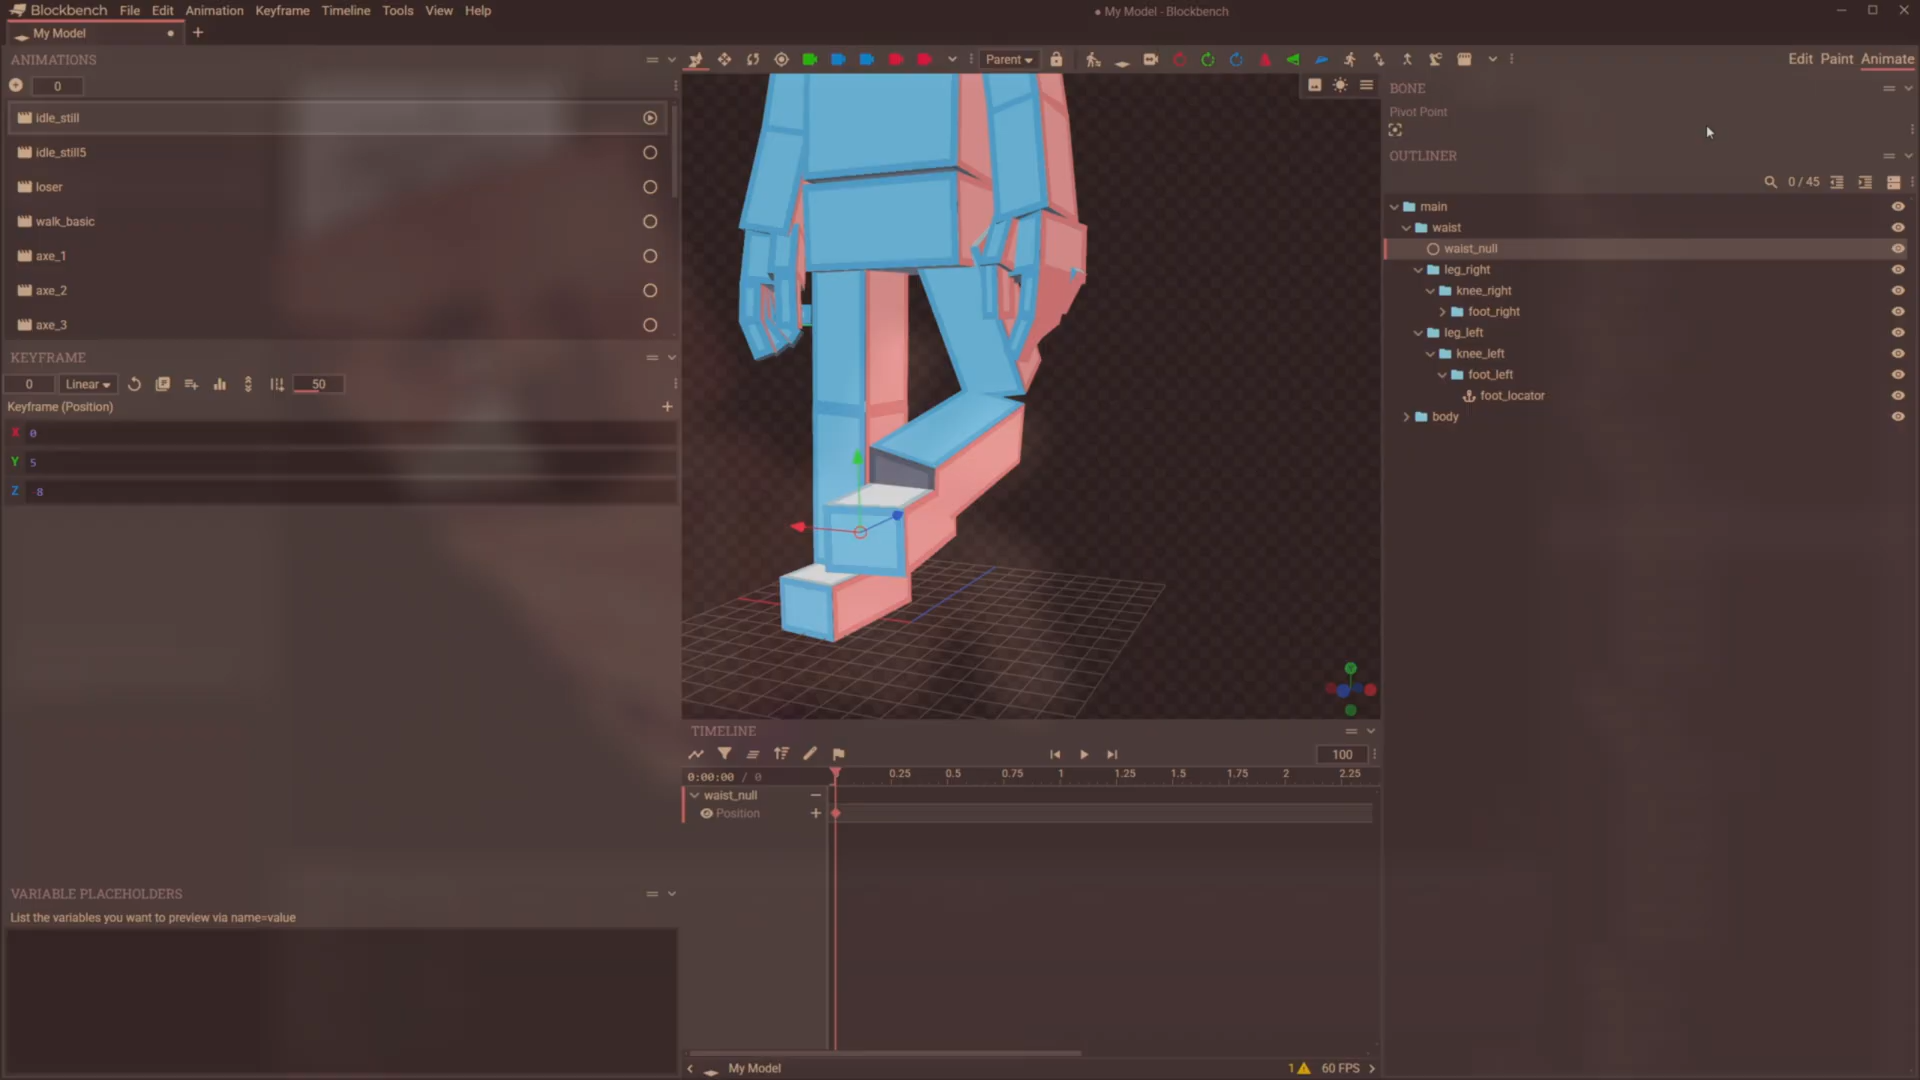 Blockbench File Edit Animation Keyframe Timeline Tools View Help
● My Model - Blockbench
My Model
ANIMATIONS
0
idle_still
idle_still5
loser
walk_basic
axe_1
axe_2
axe_3
KEYFRAME
0 Linear 50
Keyframe (Position)
X 0
Y 5
Z -8
VARIABLE PLACEHOLDERS
List the variables you want to preview via name=value
Parent
TIMELINE
100
0:00:00 / 0
0.25 0.5 0.75 1 1.25 1.5 1.75 2 2.25
waist_null
Position
My Model
1 60 FPS
Edit Paint Animate
BONE
Pivot Point
OUTLINER
0 / 45
main
waist
waist_null
leg_right
knee_right
foot_right
leg_left
knee_left
foot_left
foot_locator
body